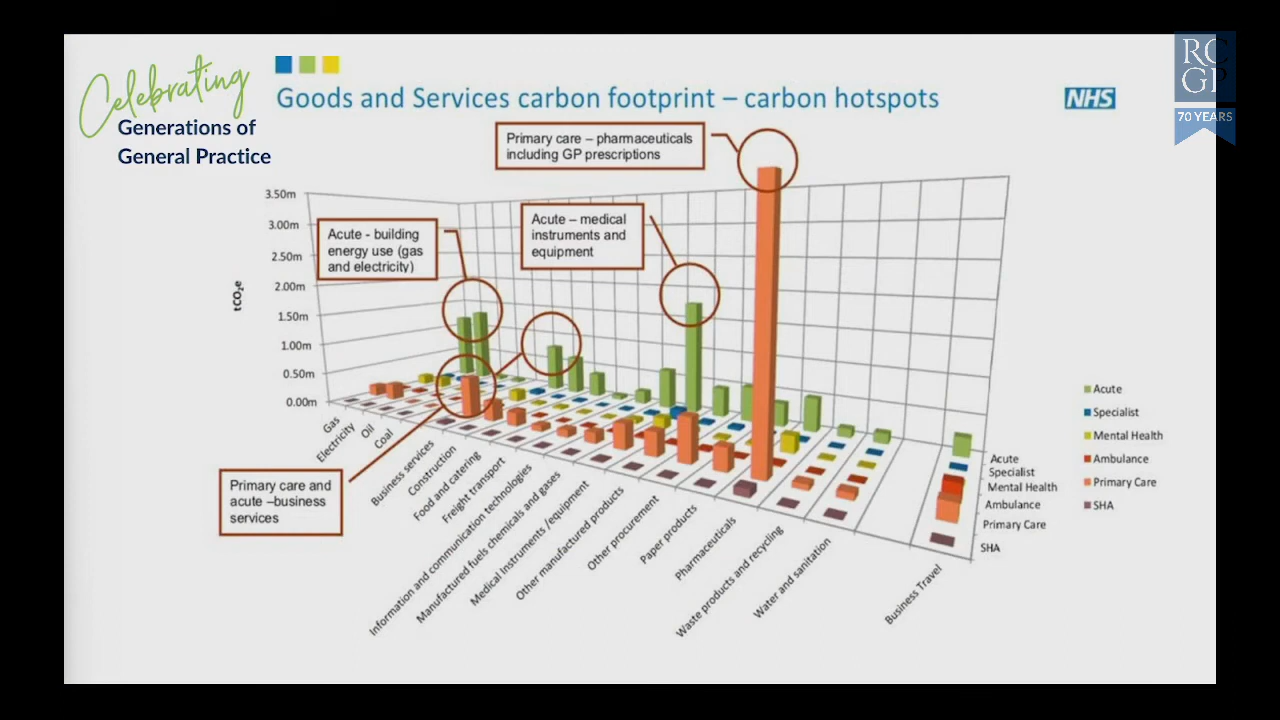 Celebrating
Generations of
General Practice
Goods and Services carbon footprint – carbon hotspots
NHS
RC
GP
70 YEARS
Primary care – pharmaceuticals
including GP prescriptions
Acute - building
energy use (gas
and electricity)
Acute – medical
instruments and
equipment
Primary care and
acute –business
services
tCO₂e
3.50m
3.00m
2.50m
2.00m
1.50m
1.00m
0.50m
0.00m
Gas
Electricity
Oil
Coal
Business services
Construction
Food and catering
Freight transport
Information and communication technologies
Manufactured fuels chemicals and gases
Medical Instruments /equipment
Other manufactured products
Other procurement
Paper products
Pharmaceuticals
Waste products and recycling
Water and sanitation
Business Travel
Acute
Specialist
Mental Health
Ambulance
Primary Care
SHA
Acute
Specialist
Mental Health
Ambulance
Primary Care
SHA